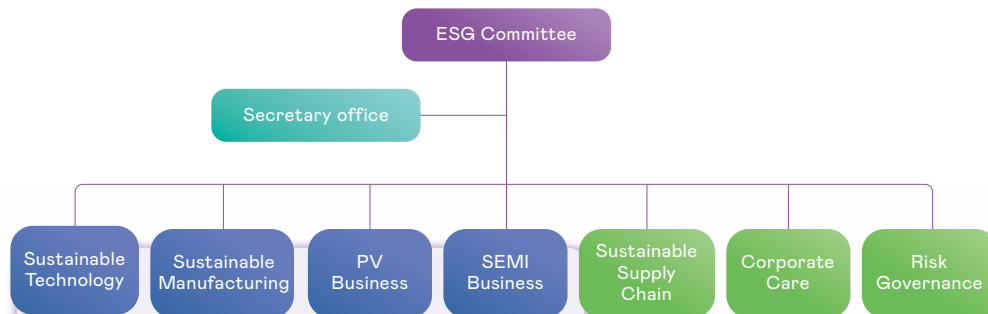 ESG Committee
Secretary office
Sustainable
Technology
Sustainable
Manufacturing
PV
Business
SEMI
Business
Sustainable
Supply
Chain
Corporate
Care
Risk
Governance